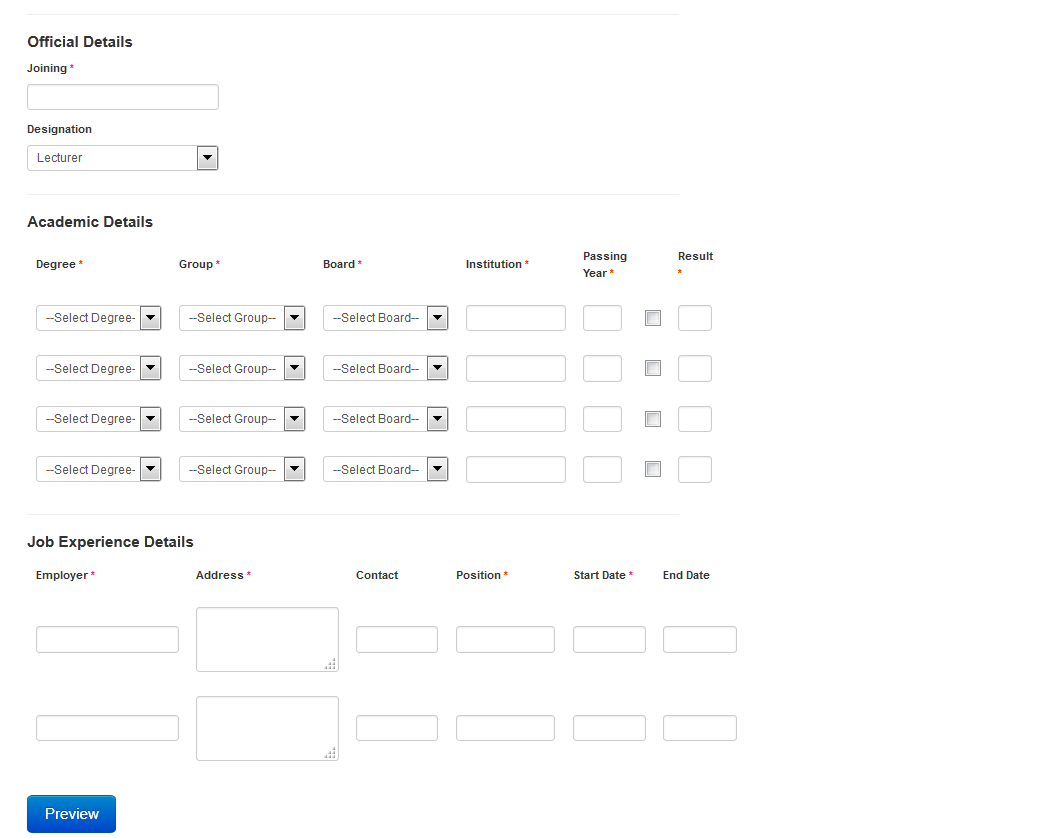 Official Details
Joining *
Designation
Lecturer
Academic Details
Degree * Group * Board * Institution * Passing Year * Result *
--Select Degree- --Select Group-- --Select Board--
--Select Degree- --Select Group-- --Select Board--
--Select Degree- --Select Group-- --Select Board--
--Select Degree- --Select Group-- --Select Board--
Job Experience Details
Employer * Address * Contact Position * Start Date * End Date
Preview